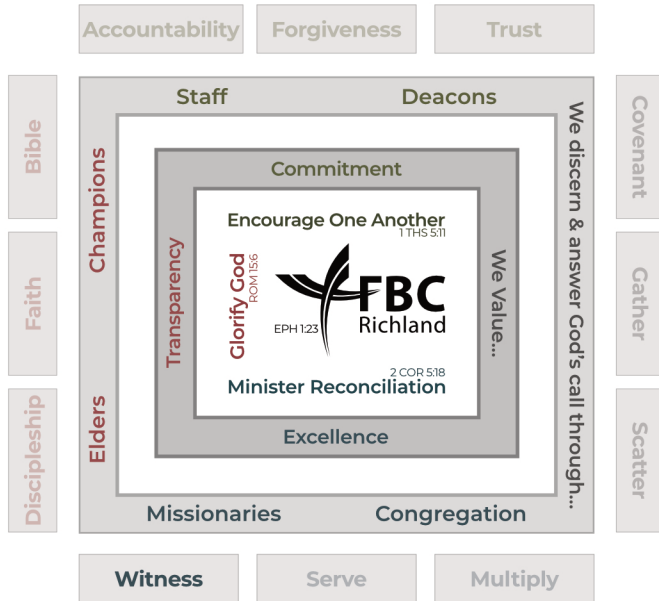 Accountability
Forgiveness
Trust
Bible
Faith
Discipleship
Staff
Deacons
Champions
Elders
Commitment
Transparency
Encourage One Another
1 THS 5:11
Glorify God
ROM 15:6
EPH 1:23
FBC
Richland
2 COR 5:18
Minister Reconciliation
We Value...
Excellence
We discern & answer God's call through...
Missionaries
Congregation
Covenant
Gather
Scatter
Witness
Serve
Multiply